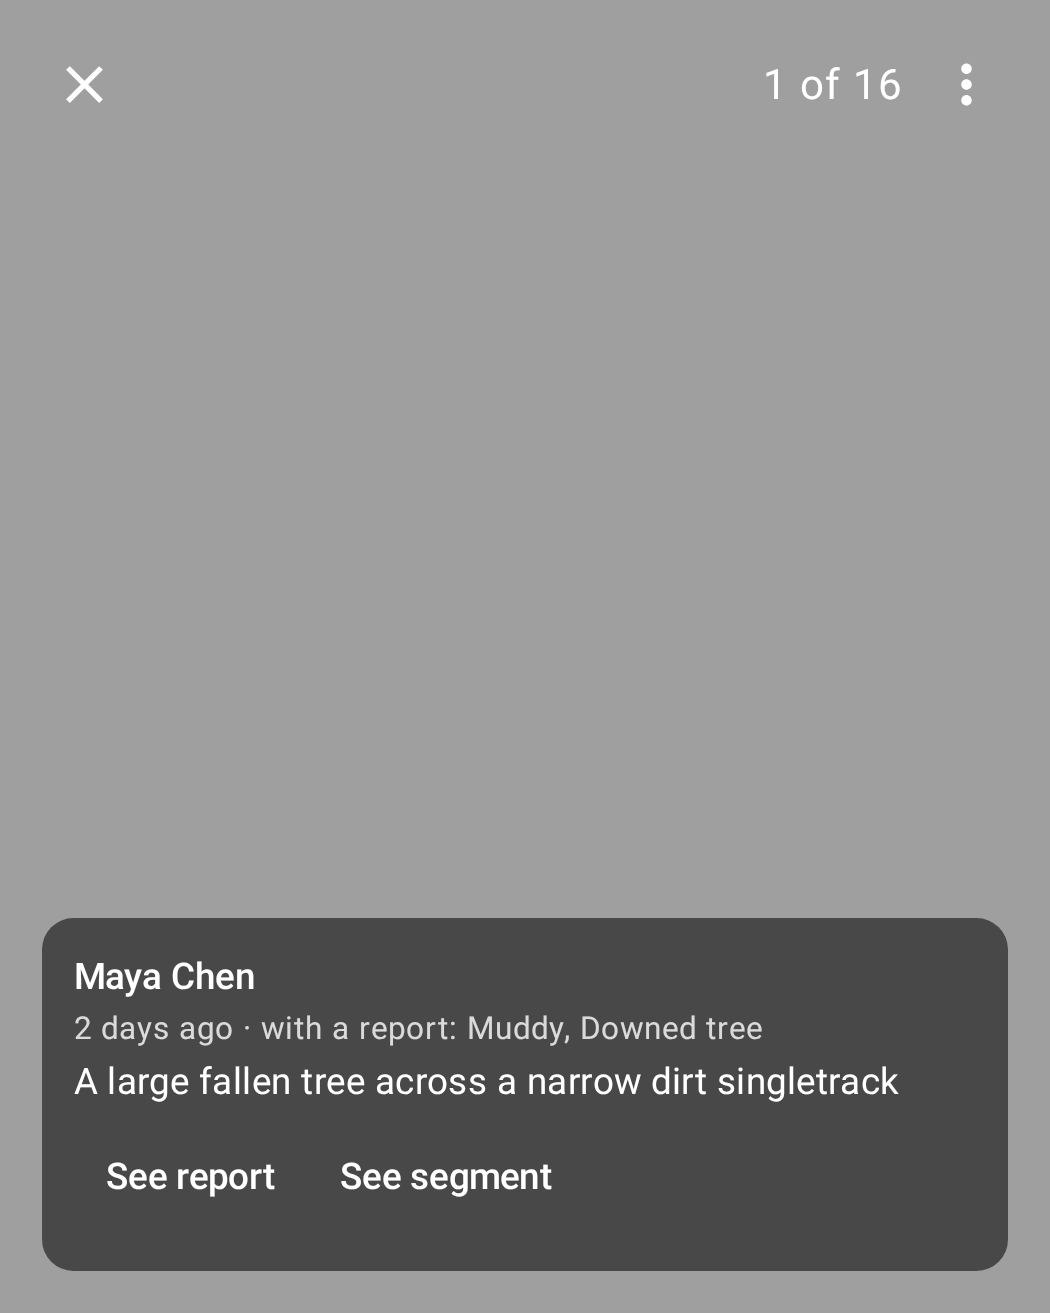 1 of 16
Maya Chen
2 days ago · with a report: Muddy, Downed tree
A large fallen tree across a narrow dirt singletrack
See report See segment